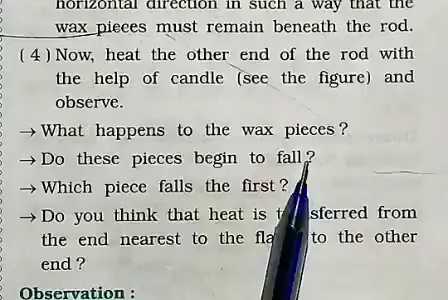 horizontal direction in such a way that the
wax pieces must remain beneath the rod.
( 4 ) Now, heat the other end of the rod with
the help of candle (see the figure) and
observe.
→ What happens to the wax pieces ?
→ Do these pieces begin to fall ?
→ Which piece falls the first ?
→ Do you think that heat is from
the end nearest to the to the other
end ?
Observation :